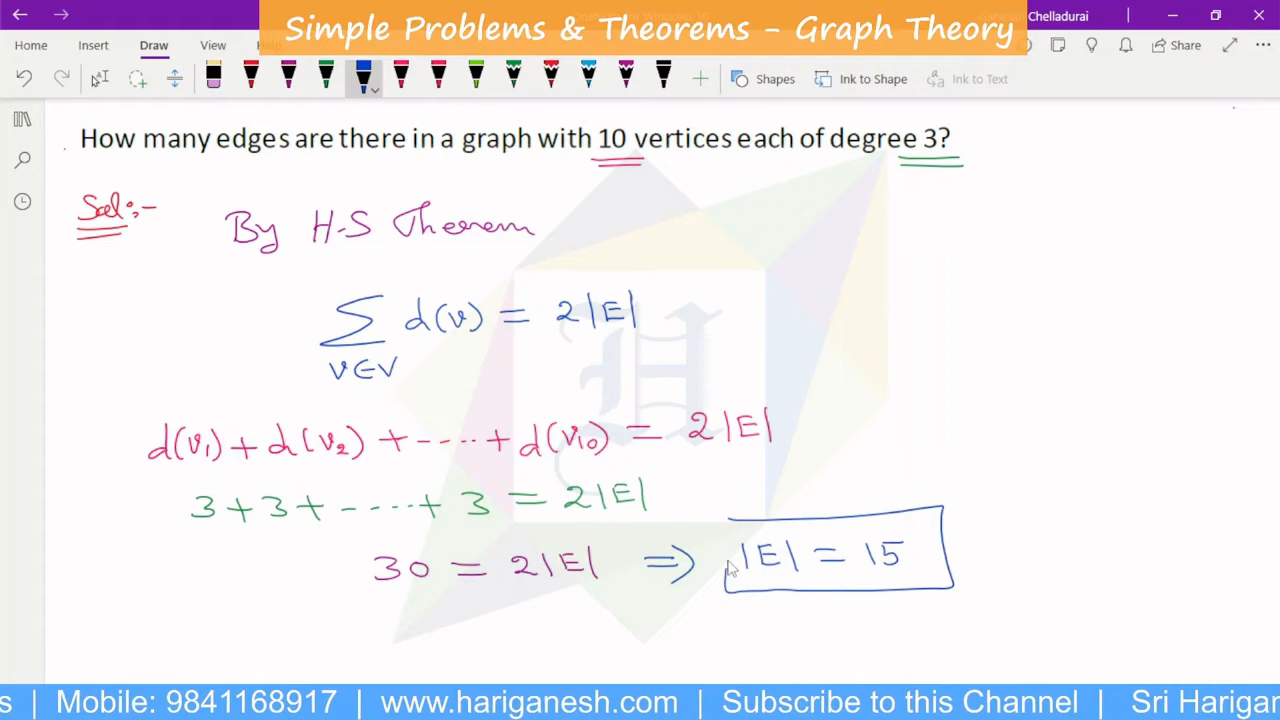 Simple Problems & Theorems - Graph Theory
Chelladurai
Home Insert Draw View
Share
Shapes Ink to Shape Ink to Text
How many edges are there in a graph with 10 vertices each of degree 3?
Sol:-
By H-S Theorem
∑ d(v) = 2|E|
v∈V
d(v₁) + d(v₂) + ---- + d(v₁₀) = 2|E|
3 + 3 + ---- + 3 = 2|E|
30 = 2|E| ⇒ |E| = 15
s | Mobile: 9841168917 | www.hariganesh.com | Subscribe to this Channel | Sri Harigan